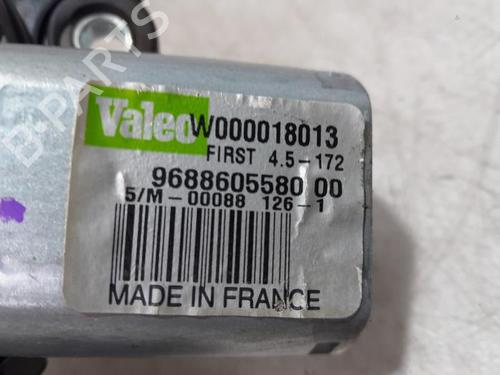 Valeo W000018013
FIRST 4.5-172
9688605580 00
5/M-00088 126-1
MADE IN FRANCE
B-PARTS